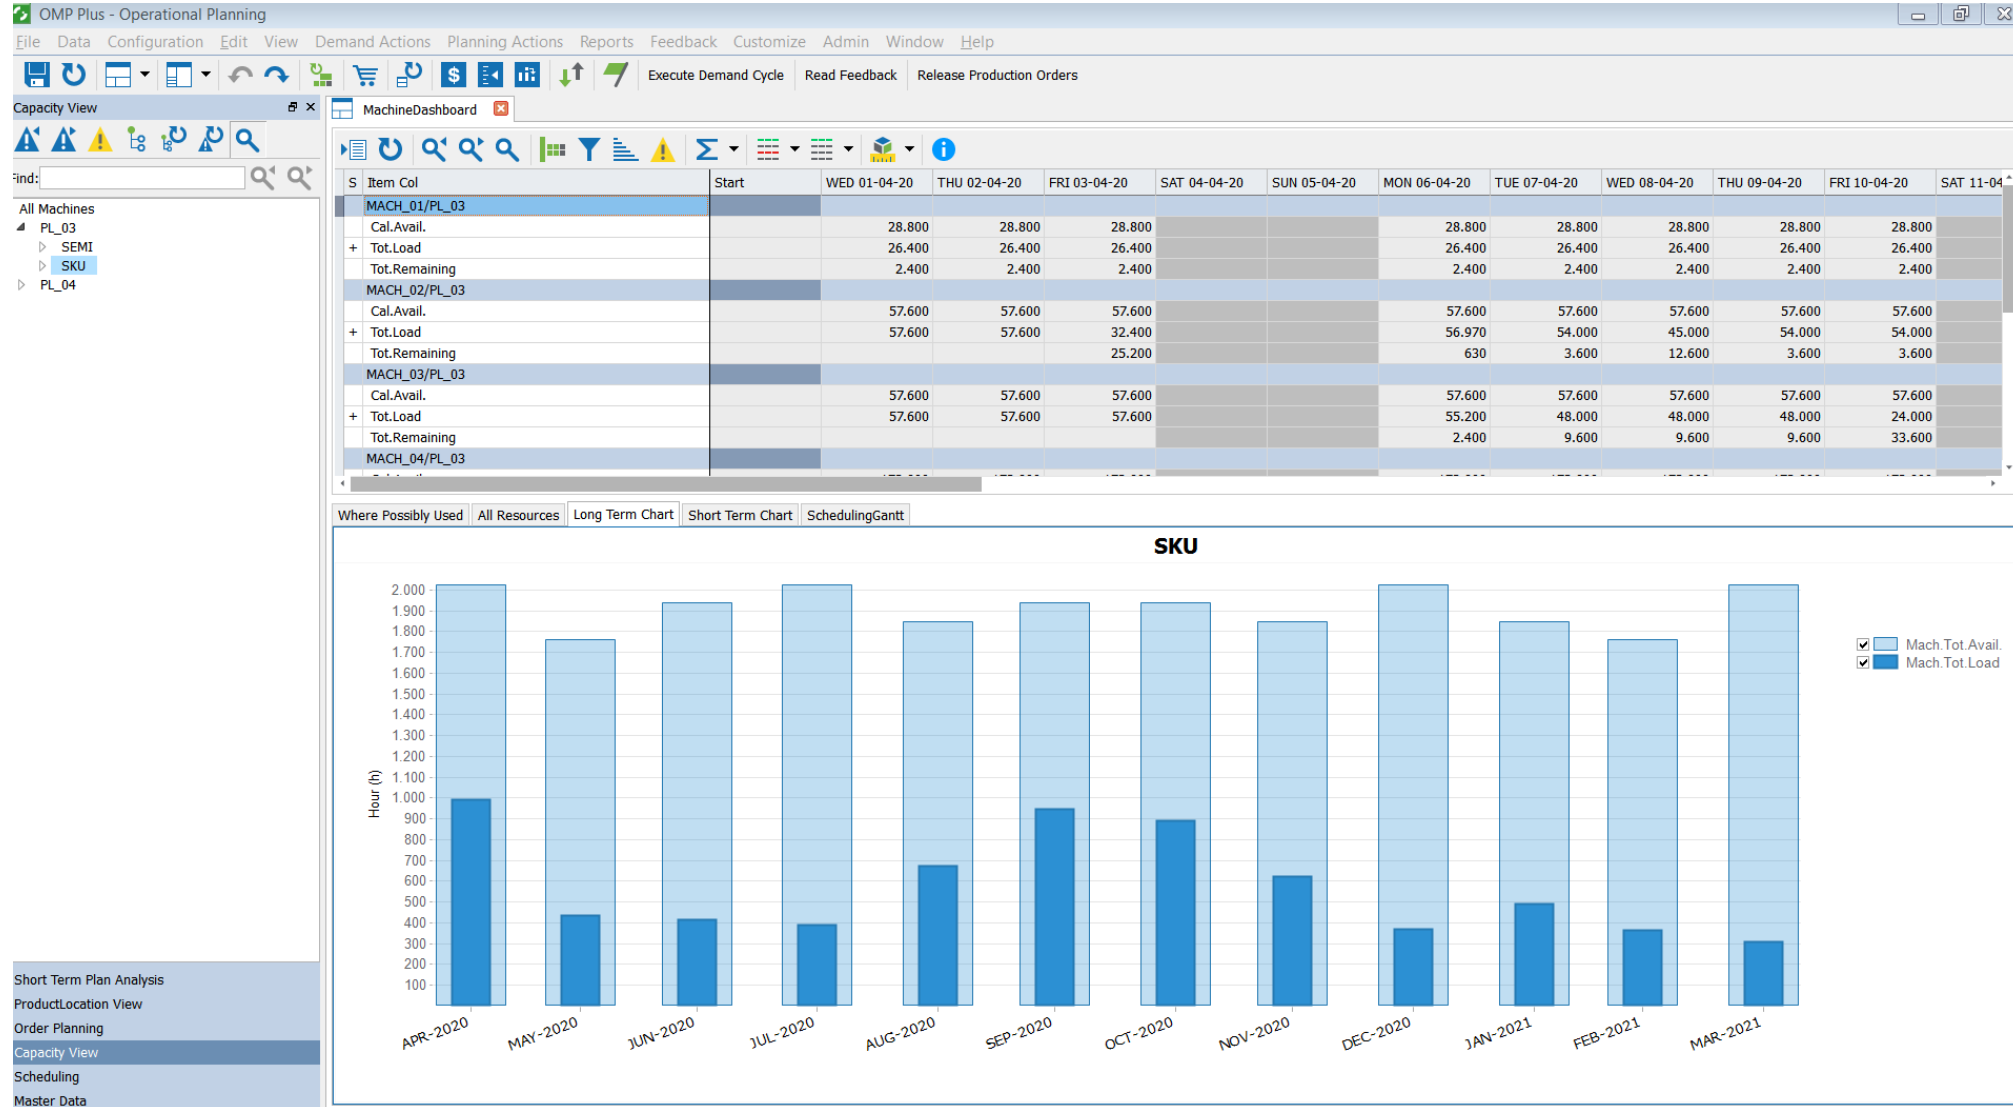 OMP Plus - Operational Planning
File Data Configuration Edit View Demand Actions Planning Actions Reports Feedback Customize Admin Window Help
Execute Demand Cycle Read Feedback Release Production Orders
Capacity View
MachineDashboard
Find:
All Machines
PL_03
SEMI
SKU
PL_04
S Item Col Start WED 01-04-20 THU 02-04-20 FRI 03-04-20 SAT 04-04-20 SUN 05-04-20 MON 06-04-20 TUE 07-04-20 WED 08-04-20 THU 09-04-20 FRI 10-04-20 SAT 11-04
MACH_01/PL_03
Cal.Avail. 28.800 28.800 28.800 28.800 28.800 28.800 28.800 28.800
+ Tot.Load 26.400 26.400 26.400 26.400 26.400 26.400 26.400 26.400
Tot.Remaining 2.400 2.400 2.400 2.400 2.400 2.400 2.400 2.400
MACH_02/PL_03
Cal.Avail. 57.600 57.600 57.600 57.600 57.600 57.600 57.600 57.600
+ Tot.Load 57.600 57.600 32.400 56.970 54.000 45.000 54.000 54.000
Tot.Remaining 25.200 630 3.600 12.600 3.600 3.600
MACH_03/PL_03
Cal.Avail. 57.600 57.600 57.600 57.600 57.600 57.600 57.600 57.600
+ Tot.Load 57.600 57.600 57.600 55.200 48.000 48.000 48.000 24.000
Tot.Remaining 2.400 9.600 9.600 9.600 33.600
MACH_04/PL_03
Where Possibly Used All Resources Long Term Chart Short Term Chart SchedulingGantt
SKU
2.000
1.900
1.800
1.700
1.600
1.500
1.400
1.300
1.200
1.100
1.000
900
800
700
600
500
400
300
200
100
Hour (h)
APR-2020 MAY-2020 JUN-2020 JUL-2020 AUG-2020 SEP-2020 OCT-2020 NOV-2020 DEC-2020 JAN-2021 FEB-2021 MAR-2021
Mach.Tot.Avail.
Mach.Tot.Load
Short Term Plan Analysis
ProductLocation View
Order Planning
Capacity View
Scheduling
Master Data